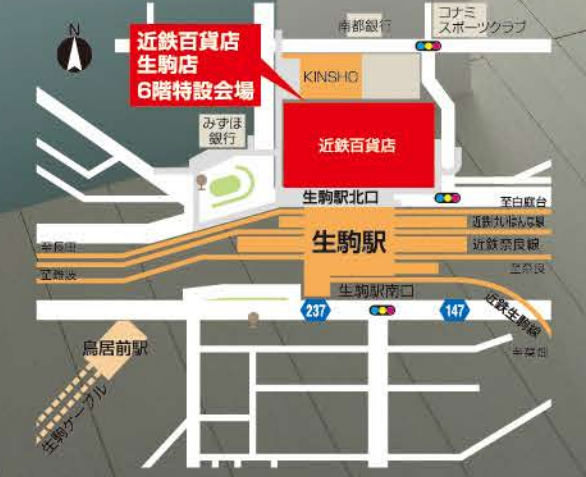 N
近鉄百貨店
生駒店
6階特設会場
南都銀行
コナミ
スポーツクラブ
KINSHO
みずほ
銀行
近鉄百貨店
生駒駅北口
至白庭台
近鉄けいはんな線
生駒駅
近鉄奈良線
至長田
至難波
至奈良
生駒駅南口
237
147
近鉄生駒線
至菜畑
鳥居前駅
生駒ケーブル